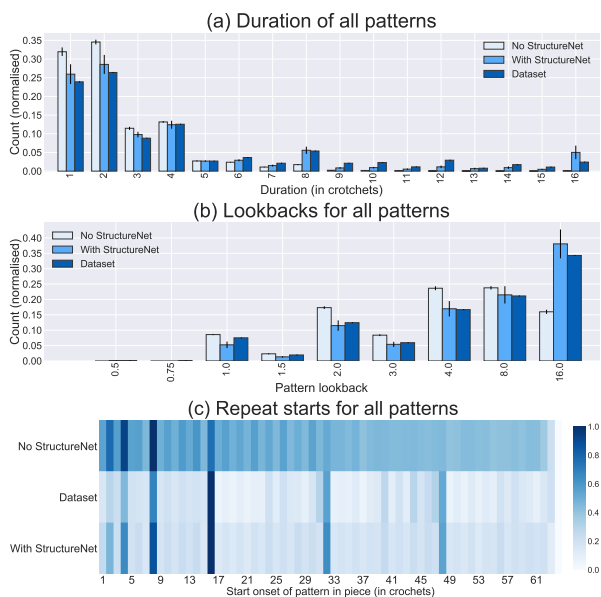 (a) Duration of all patterns
Count (normalised)
0.35
0.30
0.25
0.20
0.15
0.10
0.05
0.00
No StructureNet
With StructureNet
Dataset
1 2 3 4 5 6 7 8 9 10 11 12 13 14 15 16
Duration (in crotchets)
(b) Lookbacks for all patterns
Count (normalised)
0.40
0.35
0.30
0.25
0.20
0.15
0.10
0.05
0.00
No StructureNet
With StructureNet
Dataset
0.5 0.75 1.0 1.5 2.0 3.0 4.0 8.0 16.0
Pattern lookback
(c) Repeat starts for all patterns
No StructureNet
Dataset
With StructureNet
1 5 9 13 17 21 25 29 33 37 41 45 49 53 57 61
Start onset of pattern in piece (in crochets)
1.0
0.8
0.6
0.4
0.2
0.0